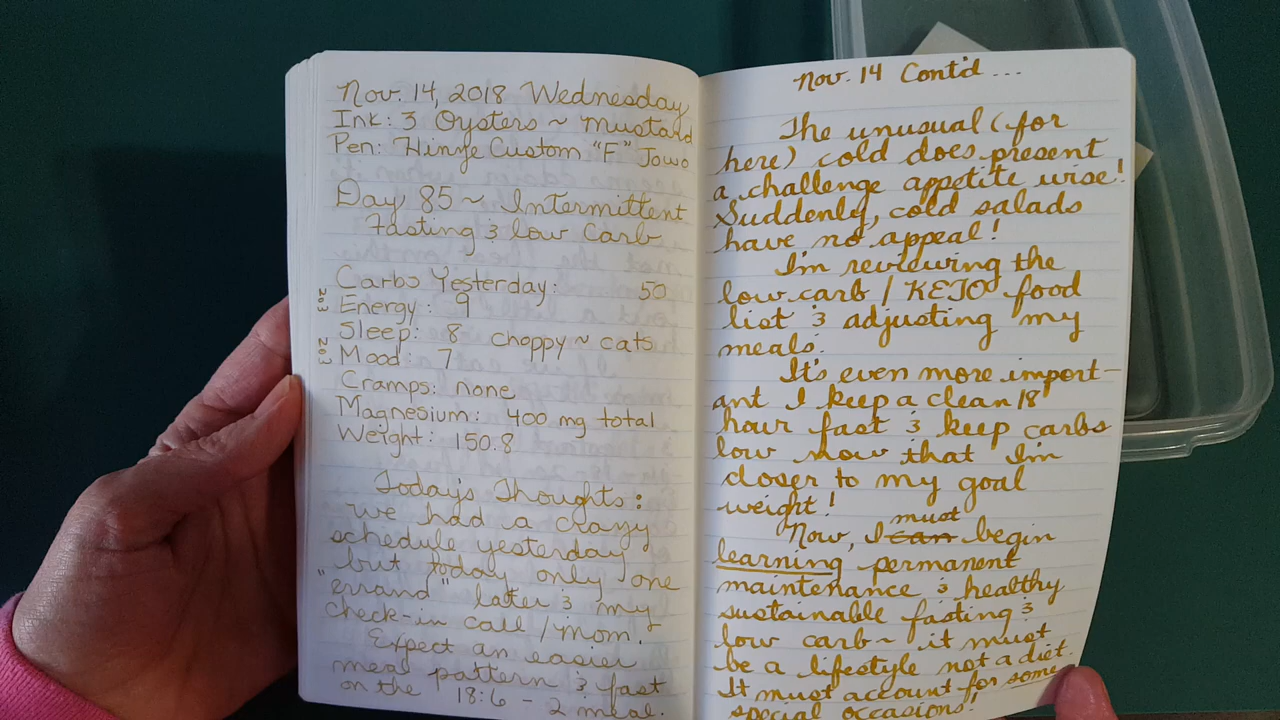 Nov. 14, 2018 Wednesday
Ink: 3 Oysters ~ Mustard
Pen: Hinze Custom "F" Jowo
Day 85 ~ Intermittent
Fasting & low Carb
Carbs Yesterday: 50
Energy: 9
Sleep: 8 choppy ~ cats
Mood: 7
Cramps: none
Magnesium: 400 mg total
Weight: 150.8
Today's Thoughts:
We had a crazy
schedule yesterday
but today only one
"errand" later & my
check-in call / mom.
Expect an easier
meal pattern & fast
on the 18:6 - 2 meal.
Nov. 14 Cont'd ...
The unusual (for
here) cold does present
a challenge appetite wise!
Suddenly, cold salads
have no appeal!
I'm reviewing the
low carb / KETO food
list & adjusting my
meals.
It's even more import-
ant I keep a clean 18
hour fast & keep carbs
low now that I'm
closer to my goal
weight!
must
Now, I can begin
learning permanent
maintenance & healthy
sustainable fasting &
low carb ~ it must
be a lifestyle not a diet.
It must account for some
special occasions!